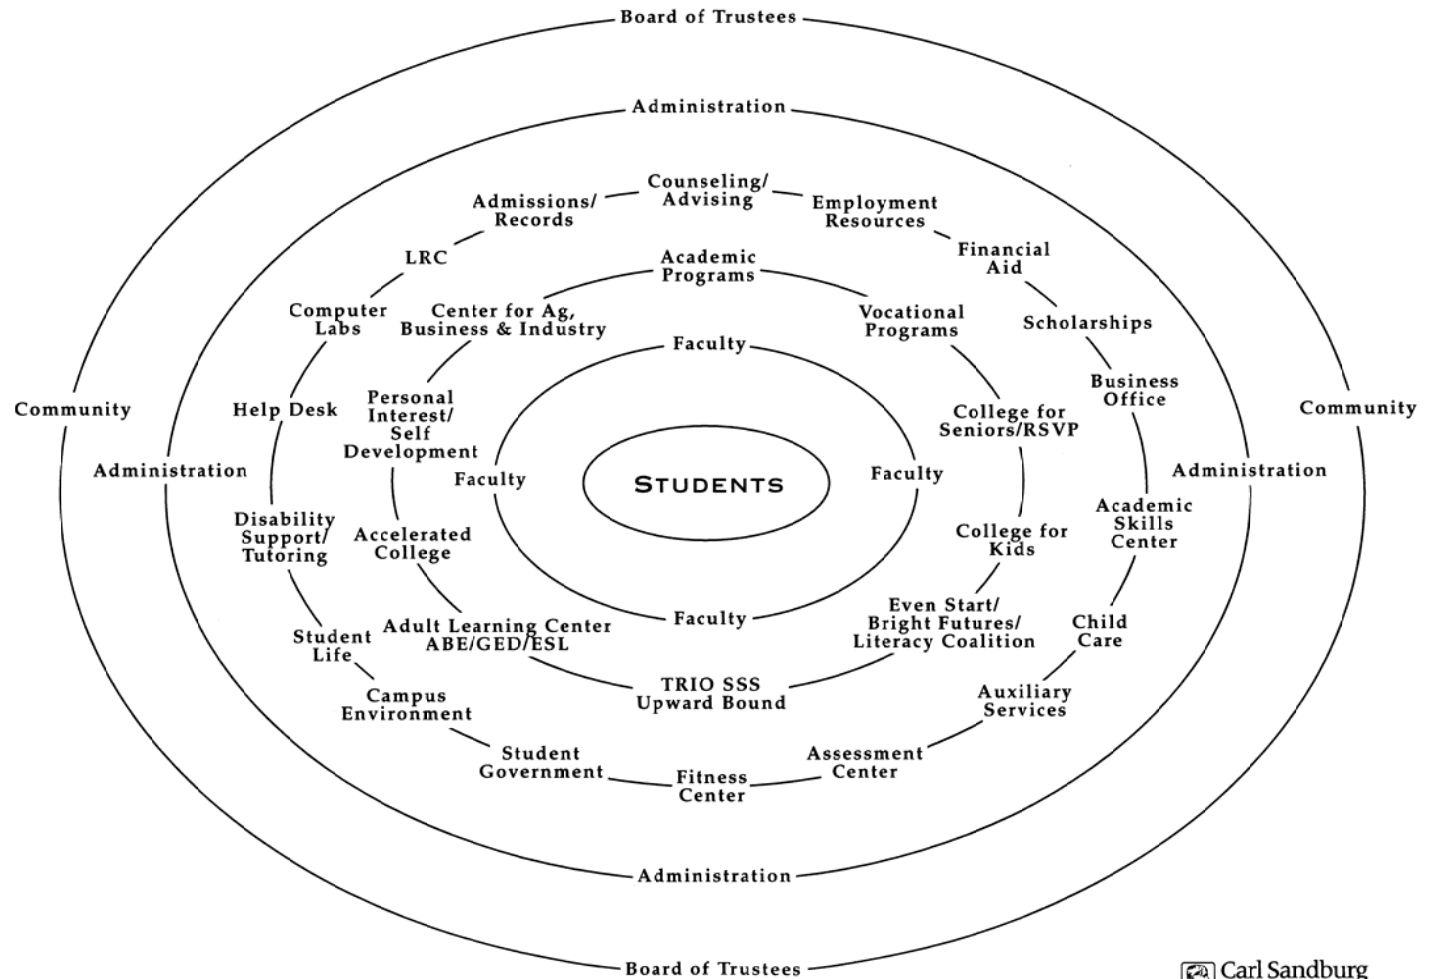 Board of Trustees
Administration
Counseling/
Advising
Admissions/
Records
Employment
Resources
LRC
Financial
Aid
Academic
Programs
Computer
Labs
Center for Ag,
Business & Industry
Vocational
Programs
Scholarships
Faculty
Community
Help Desk
Personal
Interest/
Self
Development
College for
Seniors/RSVP
Business
Office
Community
Administration
Faculty
STUDENTS
Faculty
Administration
Disability
Support/
Tutoring
Accelerated
College
College for
Kids
Academic
Skills
Center
Student
Life
Adult Learning Center
ABE/GED/ESL
Faculty
Even Start/
Bright Futures/
Literacy Coalition
Child
Care
Campus
Environment
TRIO SSS
Upward Bound
Auxiliary
Services
Student
Government
Fitness
Center
Assessment
Center
Administration
Board of Trustees
Carl Sandburg